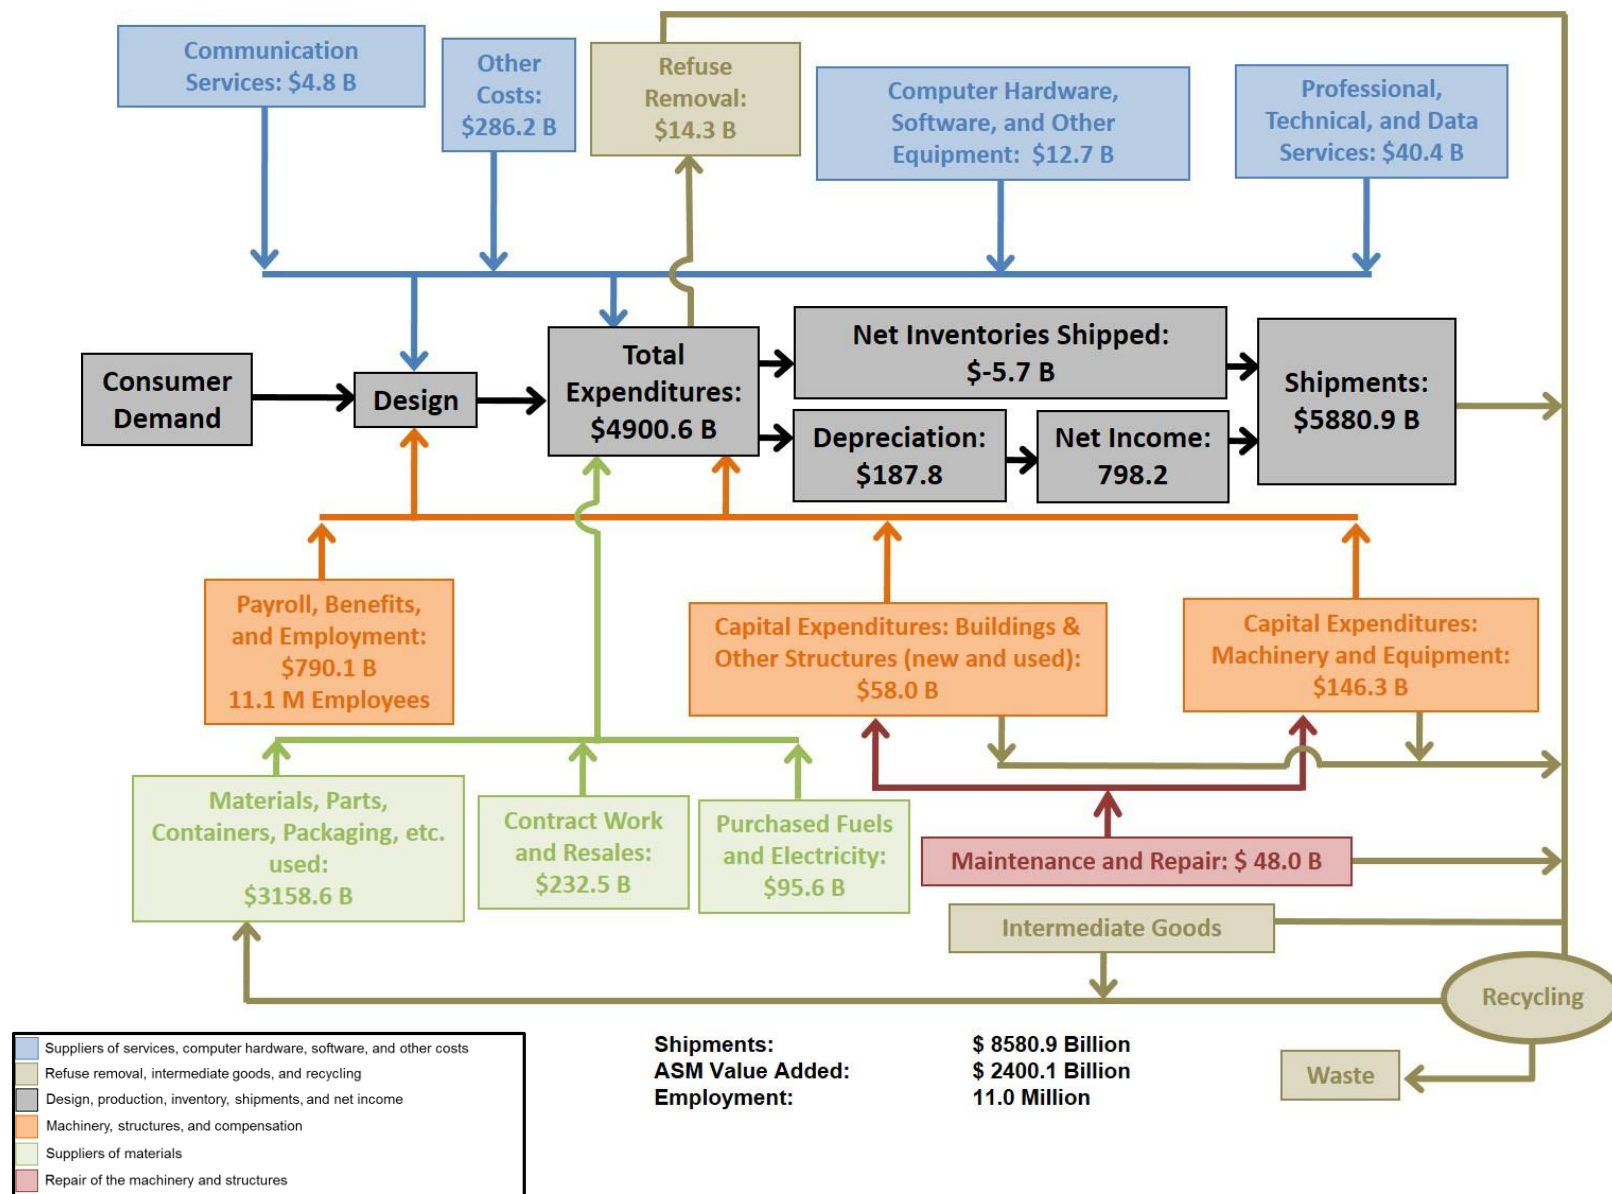 Communication
Services: $4.8 B
Other
Costs:
$286.2 B
Refuse
Removal:
$14.3 B
Computer Hardware,
Software, and Other
Equipment: $12.7 B
Professional,
Technical, and Data
Services: $40.4 B
Consumer
Demand
Design
Total
Expenditures:
$4900.6 B
Net Inventories Shipped:
$-5.7 B
Depreciation:
$187.8
Net Income:
798.2
Shipments:
$5880.9 B
Payroll, Benefits,
and Employment:
$790.1 B
11.1 M Employees
Capital Expenditures: Buildings &
Other Structures (new and used):
$58.0 B
Capital Expenditures:
Machinery and Equipment:
$146.3 B
Materials, Parts,
Containers, Packaging, etc.
used:
$3158.6 B
Contract Work
and Resales:
$232.5 B
Purchased Fuels
and Electricity:
$95.6 B
Maintenance and Repair: $ 48.0 B
Intermediate Goods
Recycling
Waste
Suppliers of services, computer hardware, software, and other costs
Refuse removal, intermediate goods, and recycling
Design, production, inventory, shipments, and net income
Machinery, structures, and compensation
Suppliers of materials
Repair of the machinery and structures
Shipments: $ 8580.9 Billion
ASM Value Added: $ 2400.1 Billion
Employment: 11.0 Million